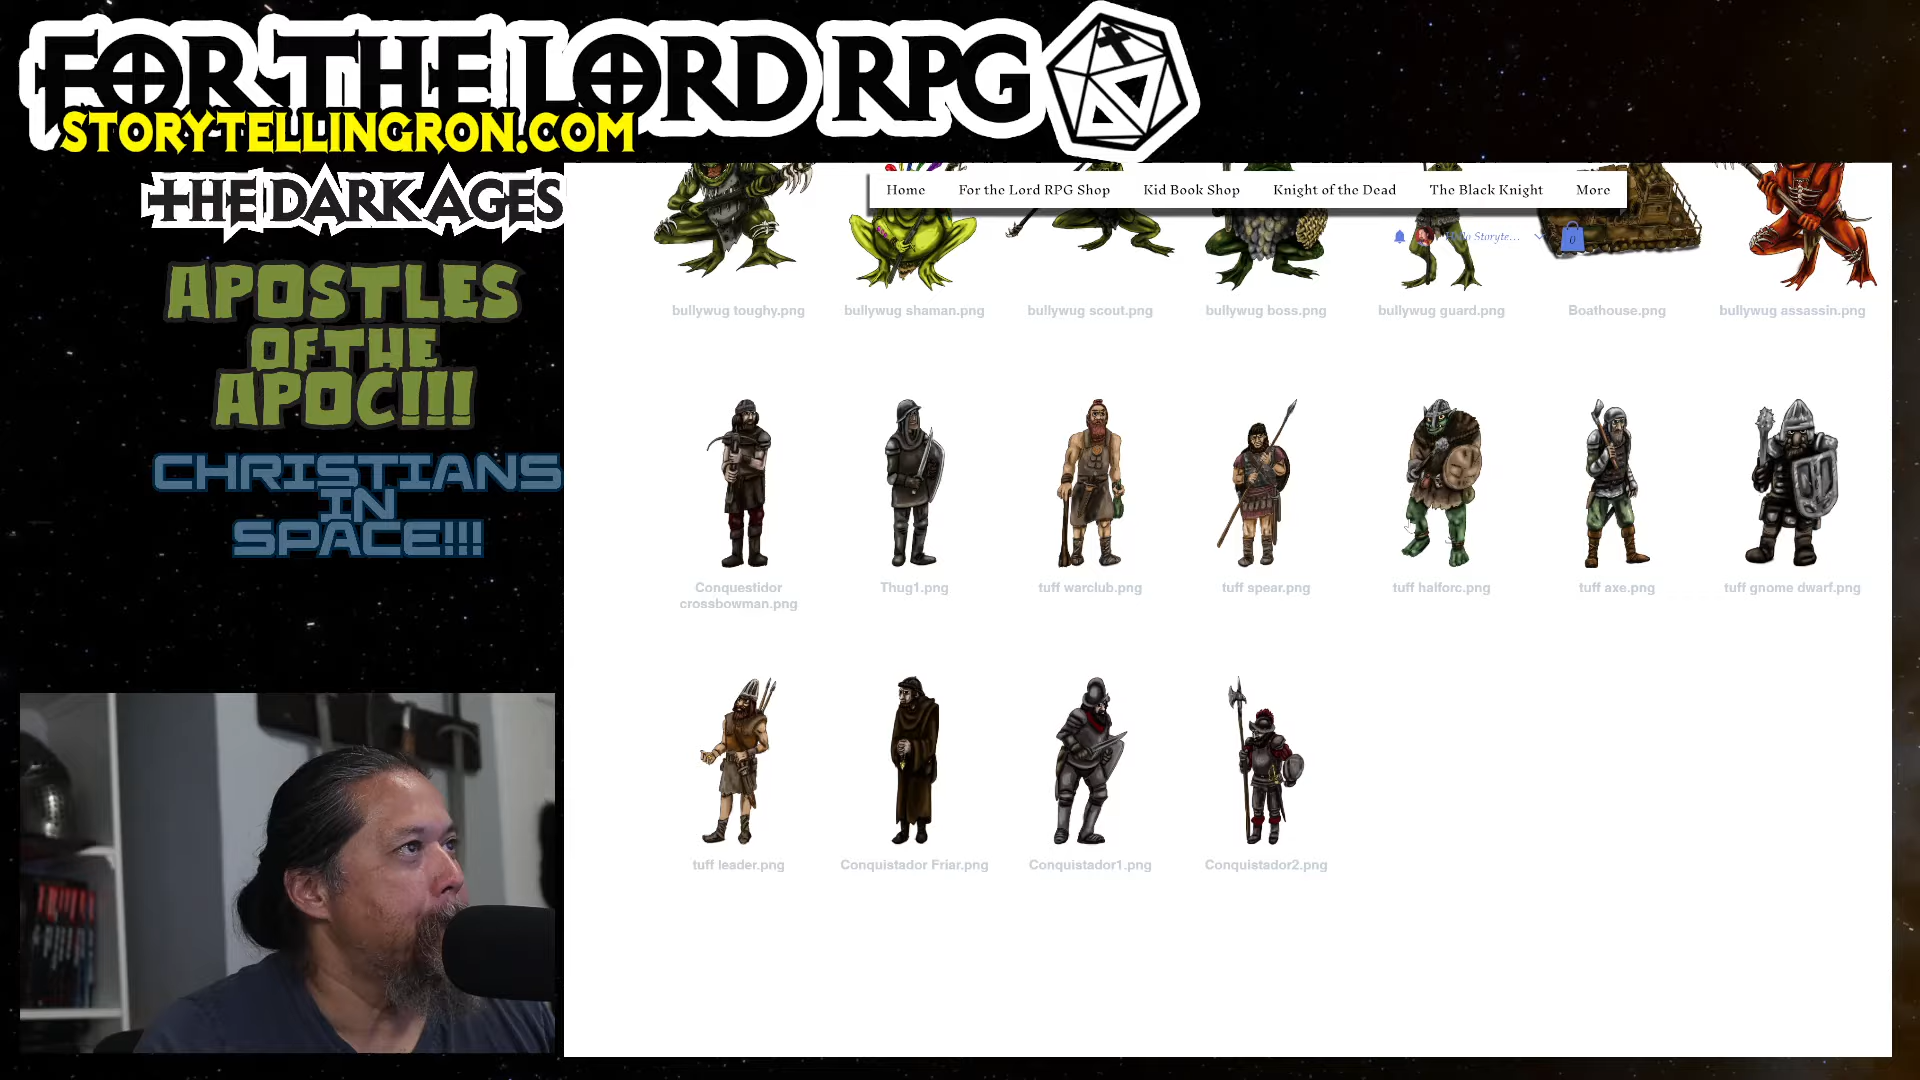 FOR THE LORD RPG
STORYTELLINGRON.COM
THE DARK AGES
APOSTLES
OF THE
APOC!!!
CHRISTIANS
IN
SPACE!!!
Home For the Lord RPG Shop Kid Book Shop Knight of the Dead The Black Knight More
Storyte...
0
bullywug toughy.png bullywug shaman.png bullywug scout.png bullywug boss.png bullywug guard.png Boathouse.png bullywug assassin.png
Conquestidor
crossbowman.png
Thug1.png tuff warclub.png tuff spear.png tuff halforc.png tuff axe.png tuff gnome dwarf.png
tuff leader.png Conquistador Friar.png Conquistador1.png Conquistador2.png